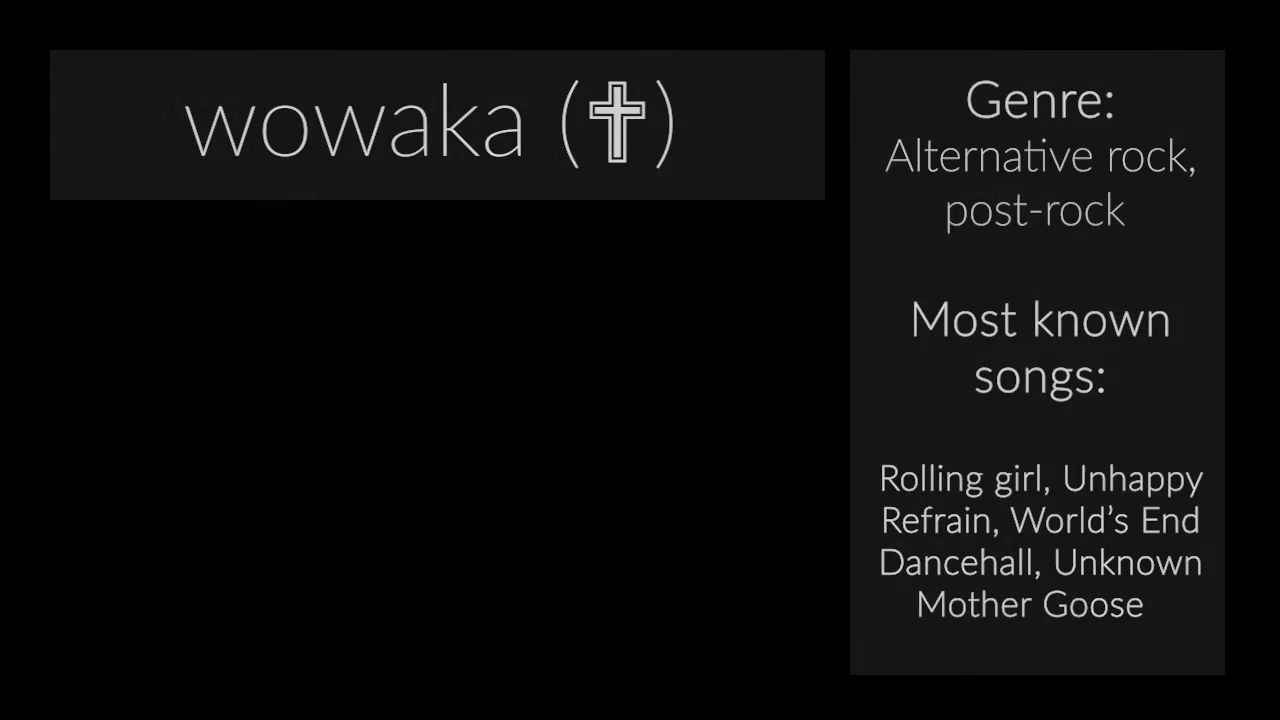 wowaka (✝)
Genre:
Alternative rock,
post-rock
Most known
songs:
Rolling girl, Unhappy
Refrain, World’s End
Dancehall, Unknown
Mother Goose